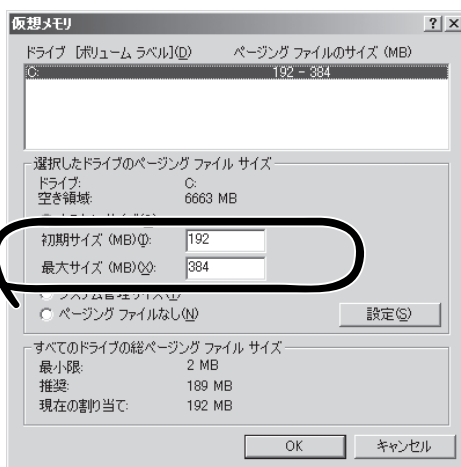 仮想メモリ
ドライブ [ボリューム ラベル](D) ページング ファイルのサイズ (MB)
C: 192 - 384
選択したドライブのページング ファイル サイズ
ドライブ: C:
空き領域: 6663 MB
初期サイズ (MB)(I): 192
最大サイズ (MB)(X): 384
ページング ファイルなし(N)
設定(S)
すべてのドライブの総ページング ファイル サイズ
最小限: 2 MB
推奨: 189 MB
現在の割り当て: 192 MB
OK キャンセル